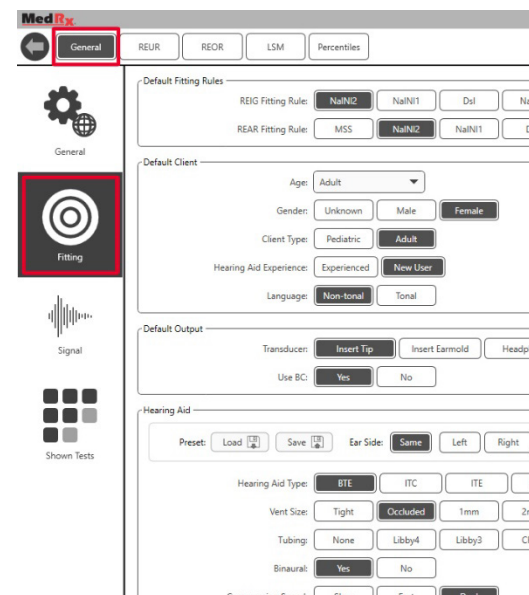 MedRx
General REUR REOR LSM Percentiles
General
Fitting
Signal
Shown Tests
Default Fitting Rules
REIG Fitting Rule: NalNl2 NalNl1 Dsl
REAR Fitting Rule: MSS NalNl2 NalNl1
Default Client
Age: Adult
Gender: Unknown Male Female
Client Type: Pediatric Adult
Hearing Aid Experience: Experienced New User
Language: Non-tonal Tonal
Default Output
Transducer: Insert Tip Insert Earmold Headp
Use BC: Yes No
Hearing Aid
Preset: Load Save Ear Side: Same Left Right
Hearing Aid Type: BTE ITC ITE
Vent Size: Tight Occluded 1mm
Tubing: None Libby4 Libby3
Binaural: Yes No